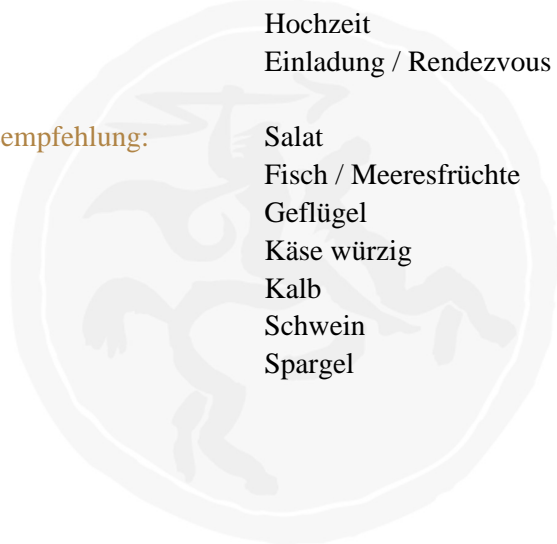 Hochzeit
Einladung / Rendezvous
empfehlung: Salat
Fisch / Meeresfrüchte
Geflügel
Käse würzig
Kalb
Schwein
Spargel